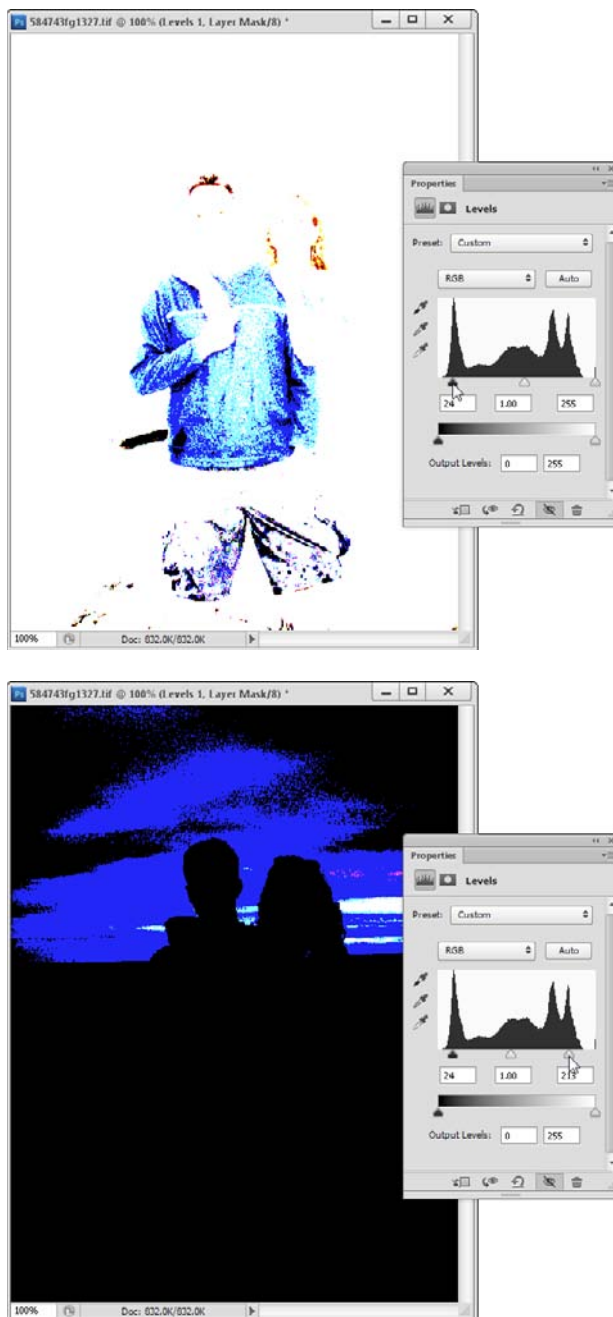 584743fg1327.tif @ 100% (Levels 1, Layer Mask/8) *
Properties
Levels
Preset: Custom
RGB Auto
24 1.00 255
Output Levels: 0 255
100% Doc: 832.0K/832.0K
584743fg1327.tif @ 100% (Levels 1, Layer Mask/8) *
Properties
Levels
Preset: Custom
RGB Auto
24 1.00
Output Levels: 0 255
100% Doc: 832.0K/832.0K